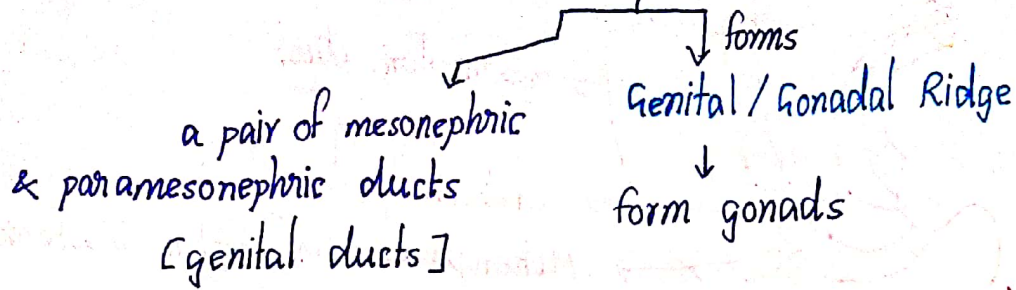 forms
Genital / Gonadal Ridge
a pair of mesonephric
& paramesonephric ducts
[genital ducts]
↓
form gonads